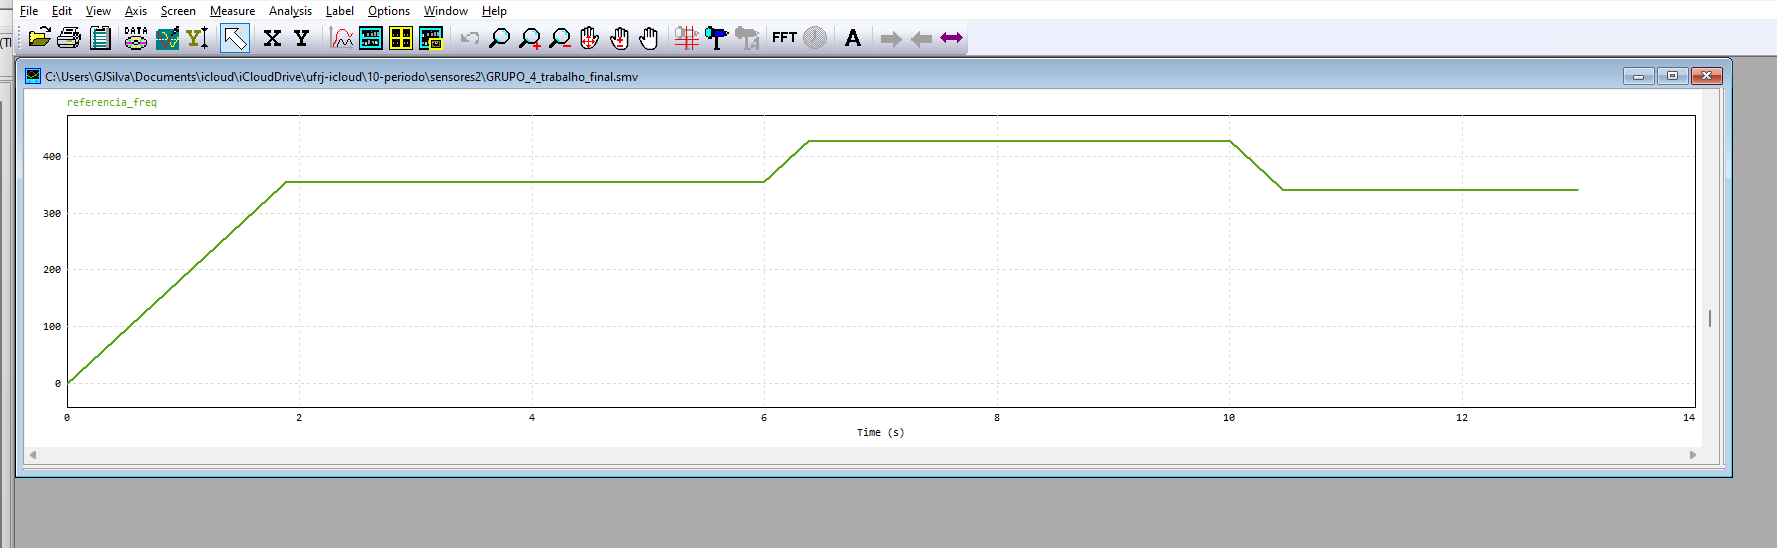 File Edit View Axis Screen Measure Analysis Label Options Window Help
(TI
DATA Y X Y FFT A
C:\Users\GJSilva\Documents\icloud\iCloudDrive\ufrj-icloud\10-periodo\sensores2\GRUPO_4_trabalho_final.smv
referencia_freq
400
300
200
100
0
0 2 4 6 8 10 12 14
Time (s)